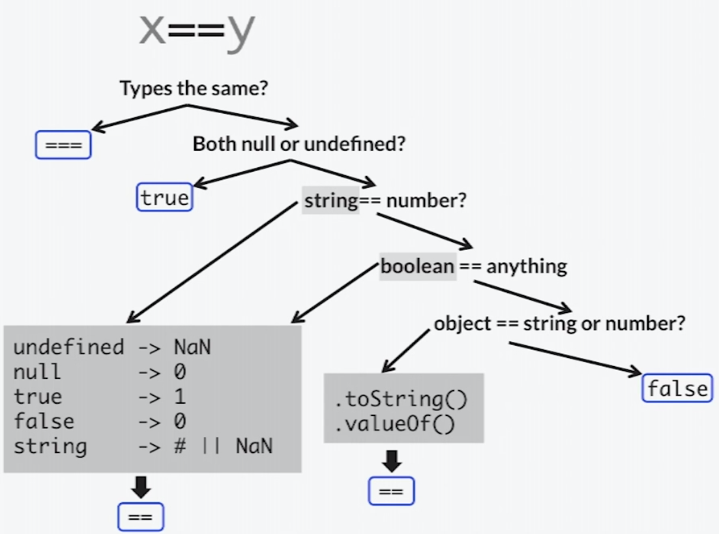 x==y
Types the same?
===
Both null or undefined?
true
string== number?
boolean == anything
object == string or number?
undefined -> NaN
null -> 0
true -> 1
false -> 0
string -> # || NaN
.toString()
.valueOf()
false
==
==